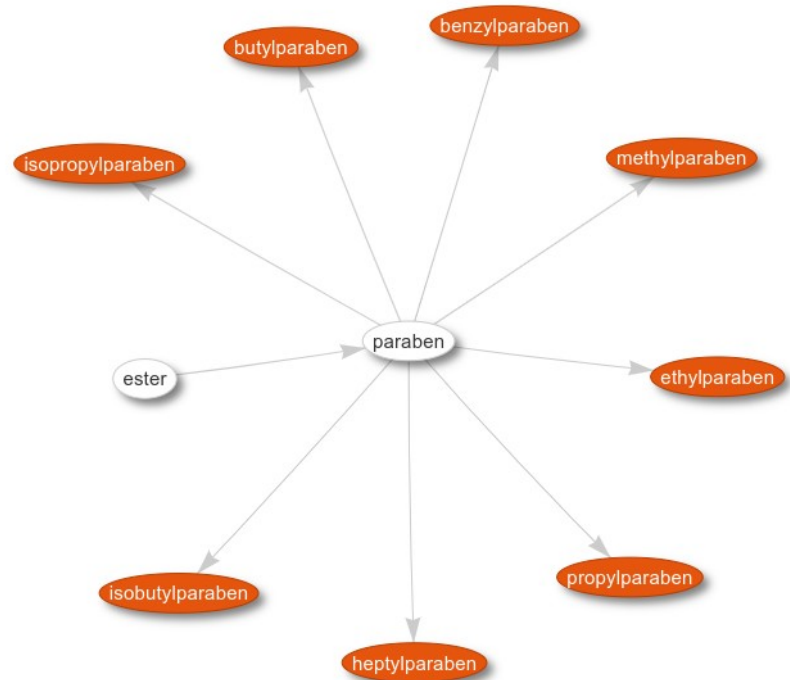 benzylparaben
butylparaben
methylparaben
isopropylparaben
paraben
ester
ethylparaben
propylparaben
isobutylparaben
heptylparaben